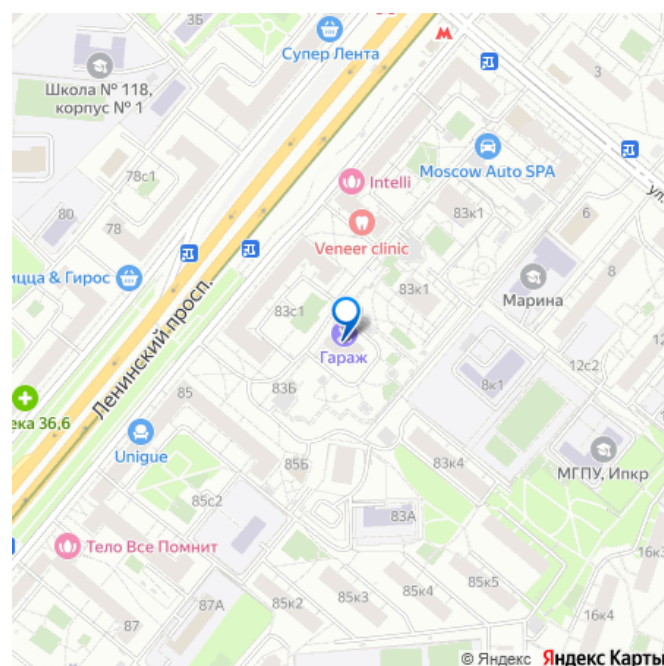 3Б
Супер Лента
М
3
Школа № 118,
корпус № 1
Moscow Auto SPA
78с1
Intelli
ул.
80
78
83к1
6
Veneer clinic
8
ицца & Гирос
83к1
Марина
Ленинский просп.
83с1
Гараж
12с2
85
83Б
8к1
ека 36,6
Unigue
85Б
83к4
МГПУ, Ипкр
85с2
83А
Тело Все Помнит
16к3
85к5
85к4
85к3
85к2
87А
87
16к4
© Яндекс Яндекс Карты